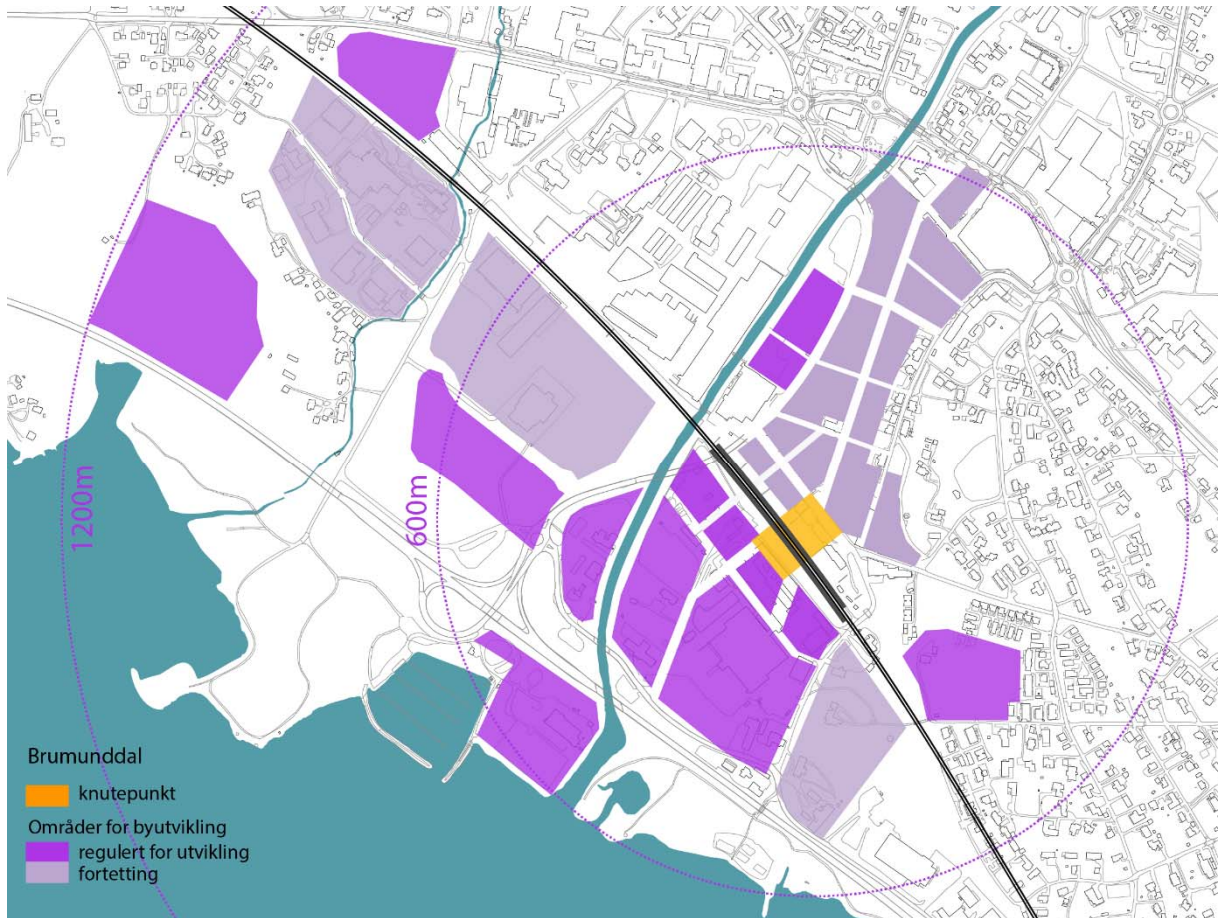 1200m
600m
Brumunddal
knutepunkt
Områder for byutvikling
regulert for utvikling
fortetting